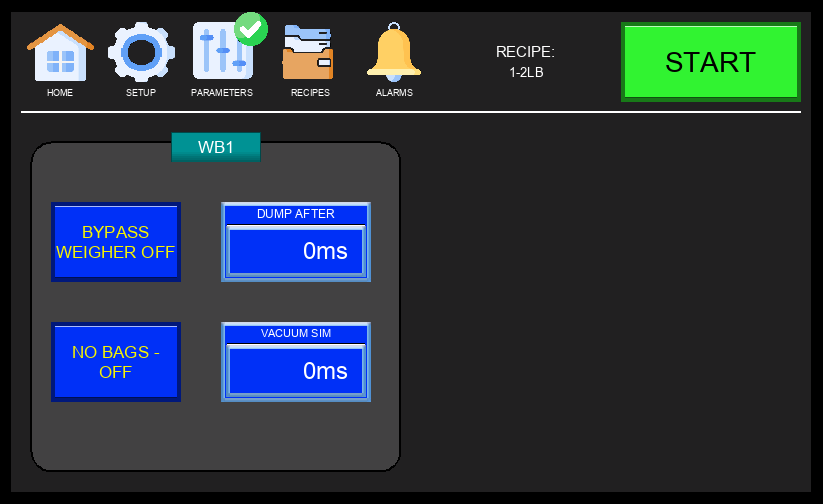 HOME
SETUP
PARAMETERS
RECIPES
ALARMS
RECIPE:
1-2LB
START
WB1
BYPASS
WEIGHER OFF
DUMP AFTER
0ms
NO BAGS -
OFF
VACUUM SIM
0ms